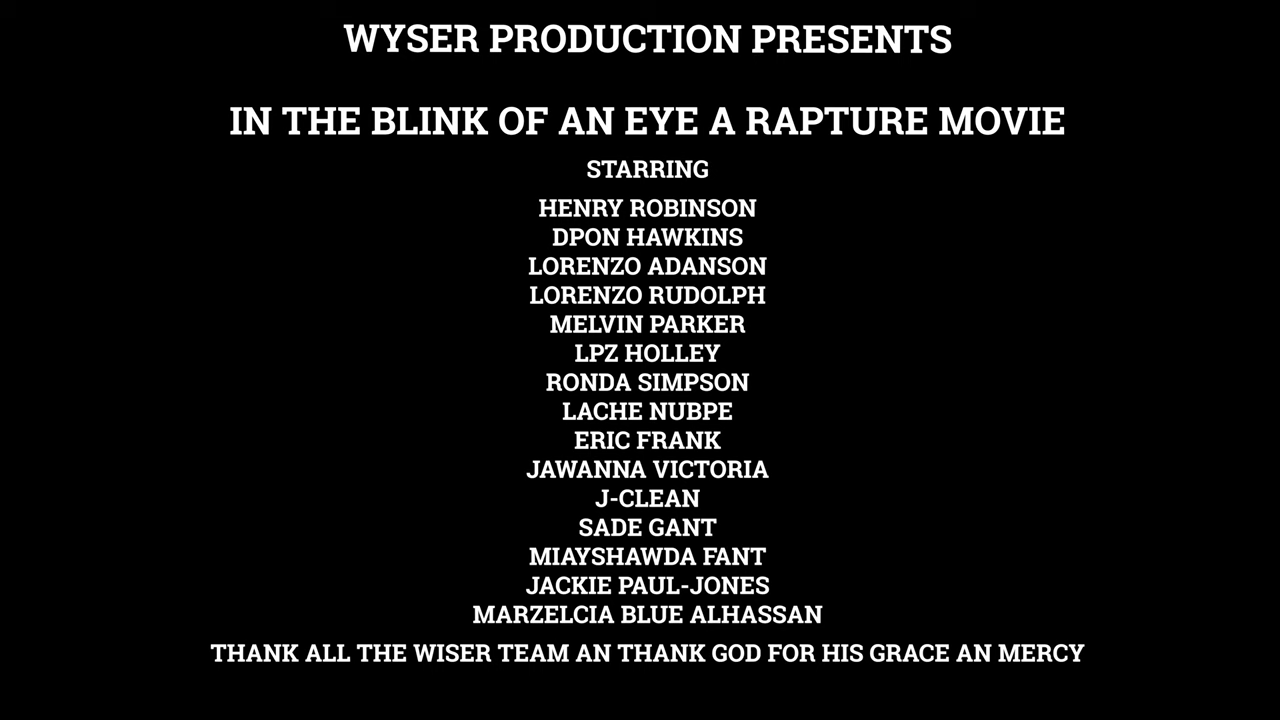 WYSER PRODUCTION PRESENTS
IN THE BLINK OF AN EYE A RAPTURE MOVIE
STARRING
HENRY ROBINSON
DPON HAWKINS
LORENZO ADANSON
LORENZO RUDOLPH
MELVIN PARKER
LPZ HOLLEY
RONDA SIMPSON
LACHE NUBPE
ERIC FRANK
JAWANNA VICTORIA
J-CLEAN
SADE GANT
MIAYSHAWDA FANT
JACKIE PAUL-JONES
MARZELCIA BLUE ALHASSAN
THANK ALL THE WISER TEAM AN THANK GOD FOR HIS GRACE AN MERCY